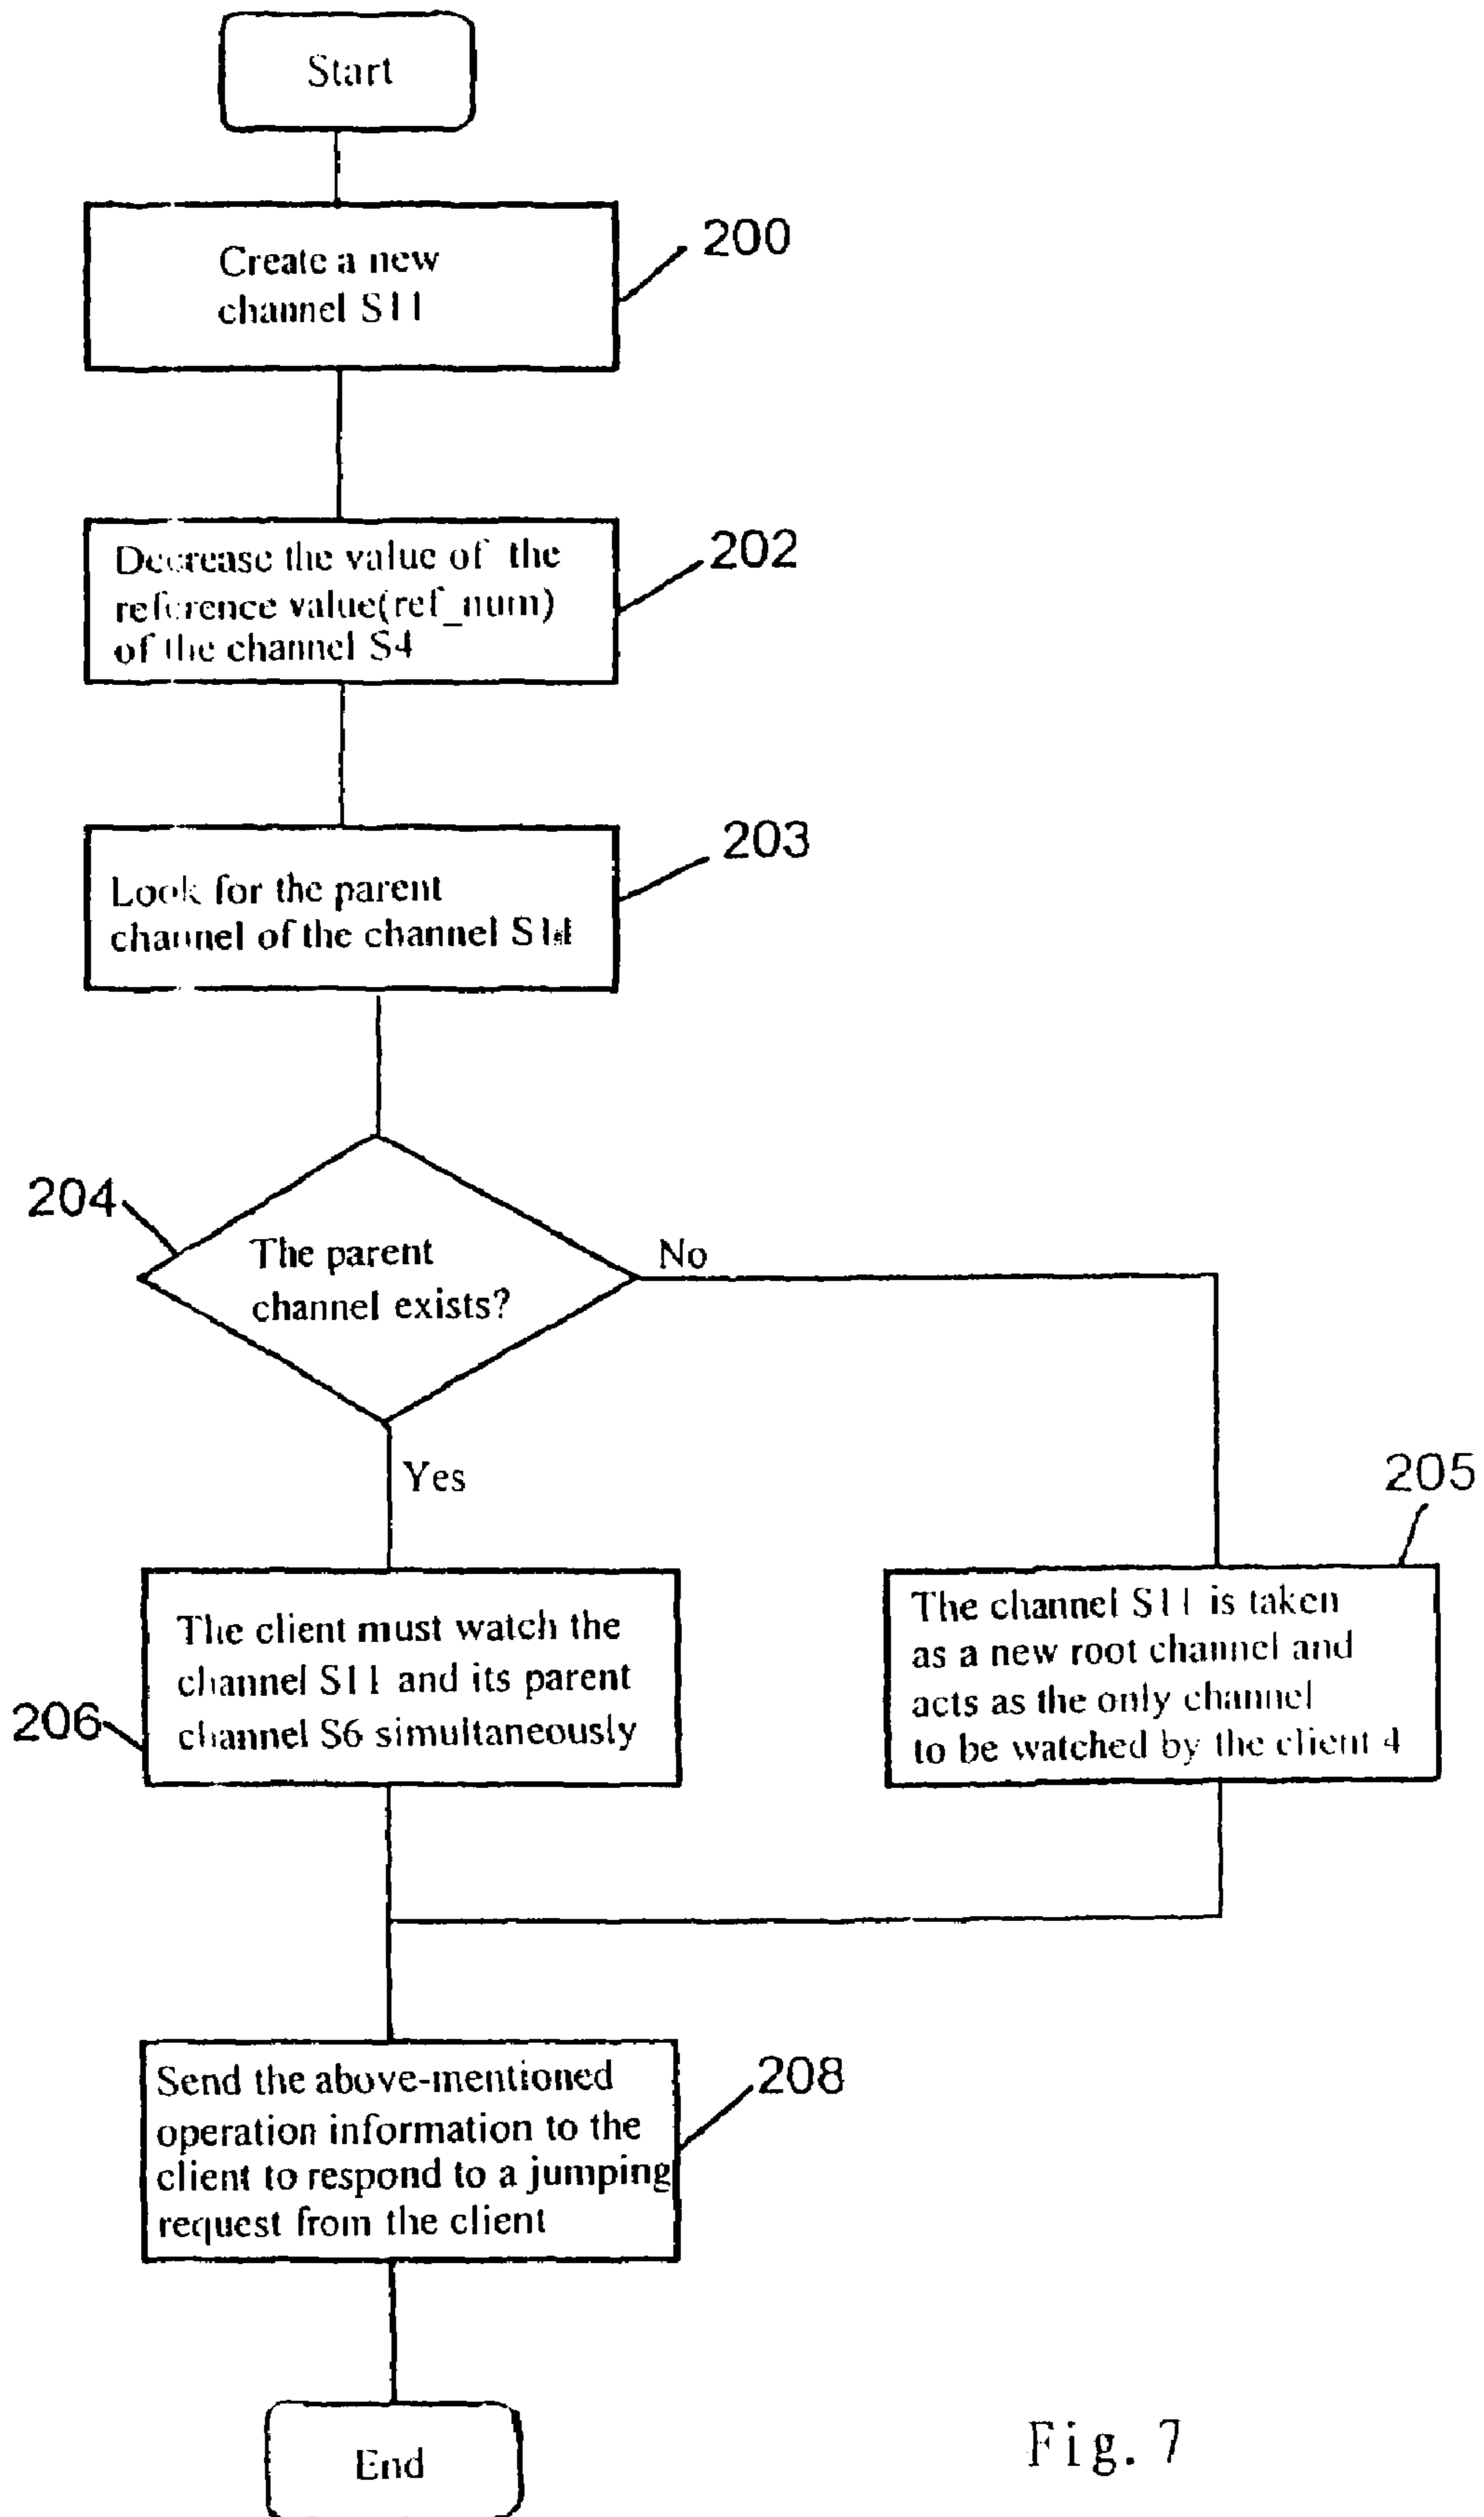 Start
Create a new
channel S11
200
Decrease the value of the
reference value(ref_num)
of the channel S4
202
Look for the parent
channel of the channel
203
204
The parent
channel exists?
No
Yes
205
The client must watch the
channel S11 and its parent
channel S6 simultaneously
206
The channel S11 is taken
as a new root channel and
acts as the only channel
to be watched by the client 4
Send the above-mentioned
operation information to the
client to respond to a jumping
request from the client
208
End
Fig. 7